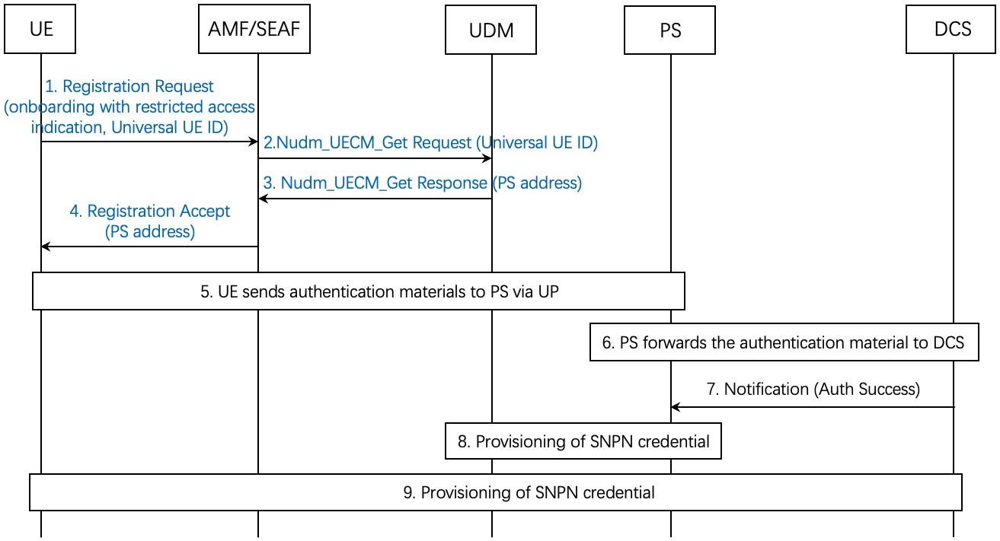 UE
AMF/SEAF
UDM
PS
DCS
1. Registration Request
(onboarding with restricted access
indication, Universal UE ID)
2.Nudm_UECM_Get Request (Universal UE ID)
3. Nudm_UECM_Get Response (PS address)
4. Registration Accept
(PS address)
5. UE sends authentication materials to PS via UP
6. PS forwards the authentication material to DCS
7. Notification (Auth Success)
8. Provisioning of SNPN credential
9. Provisioning of SNPN credential